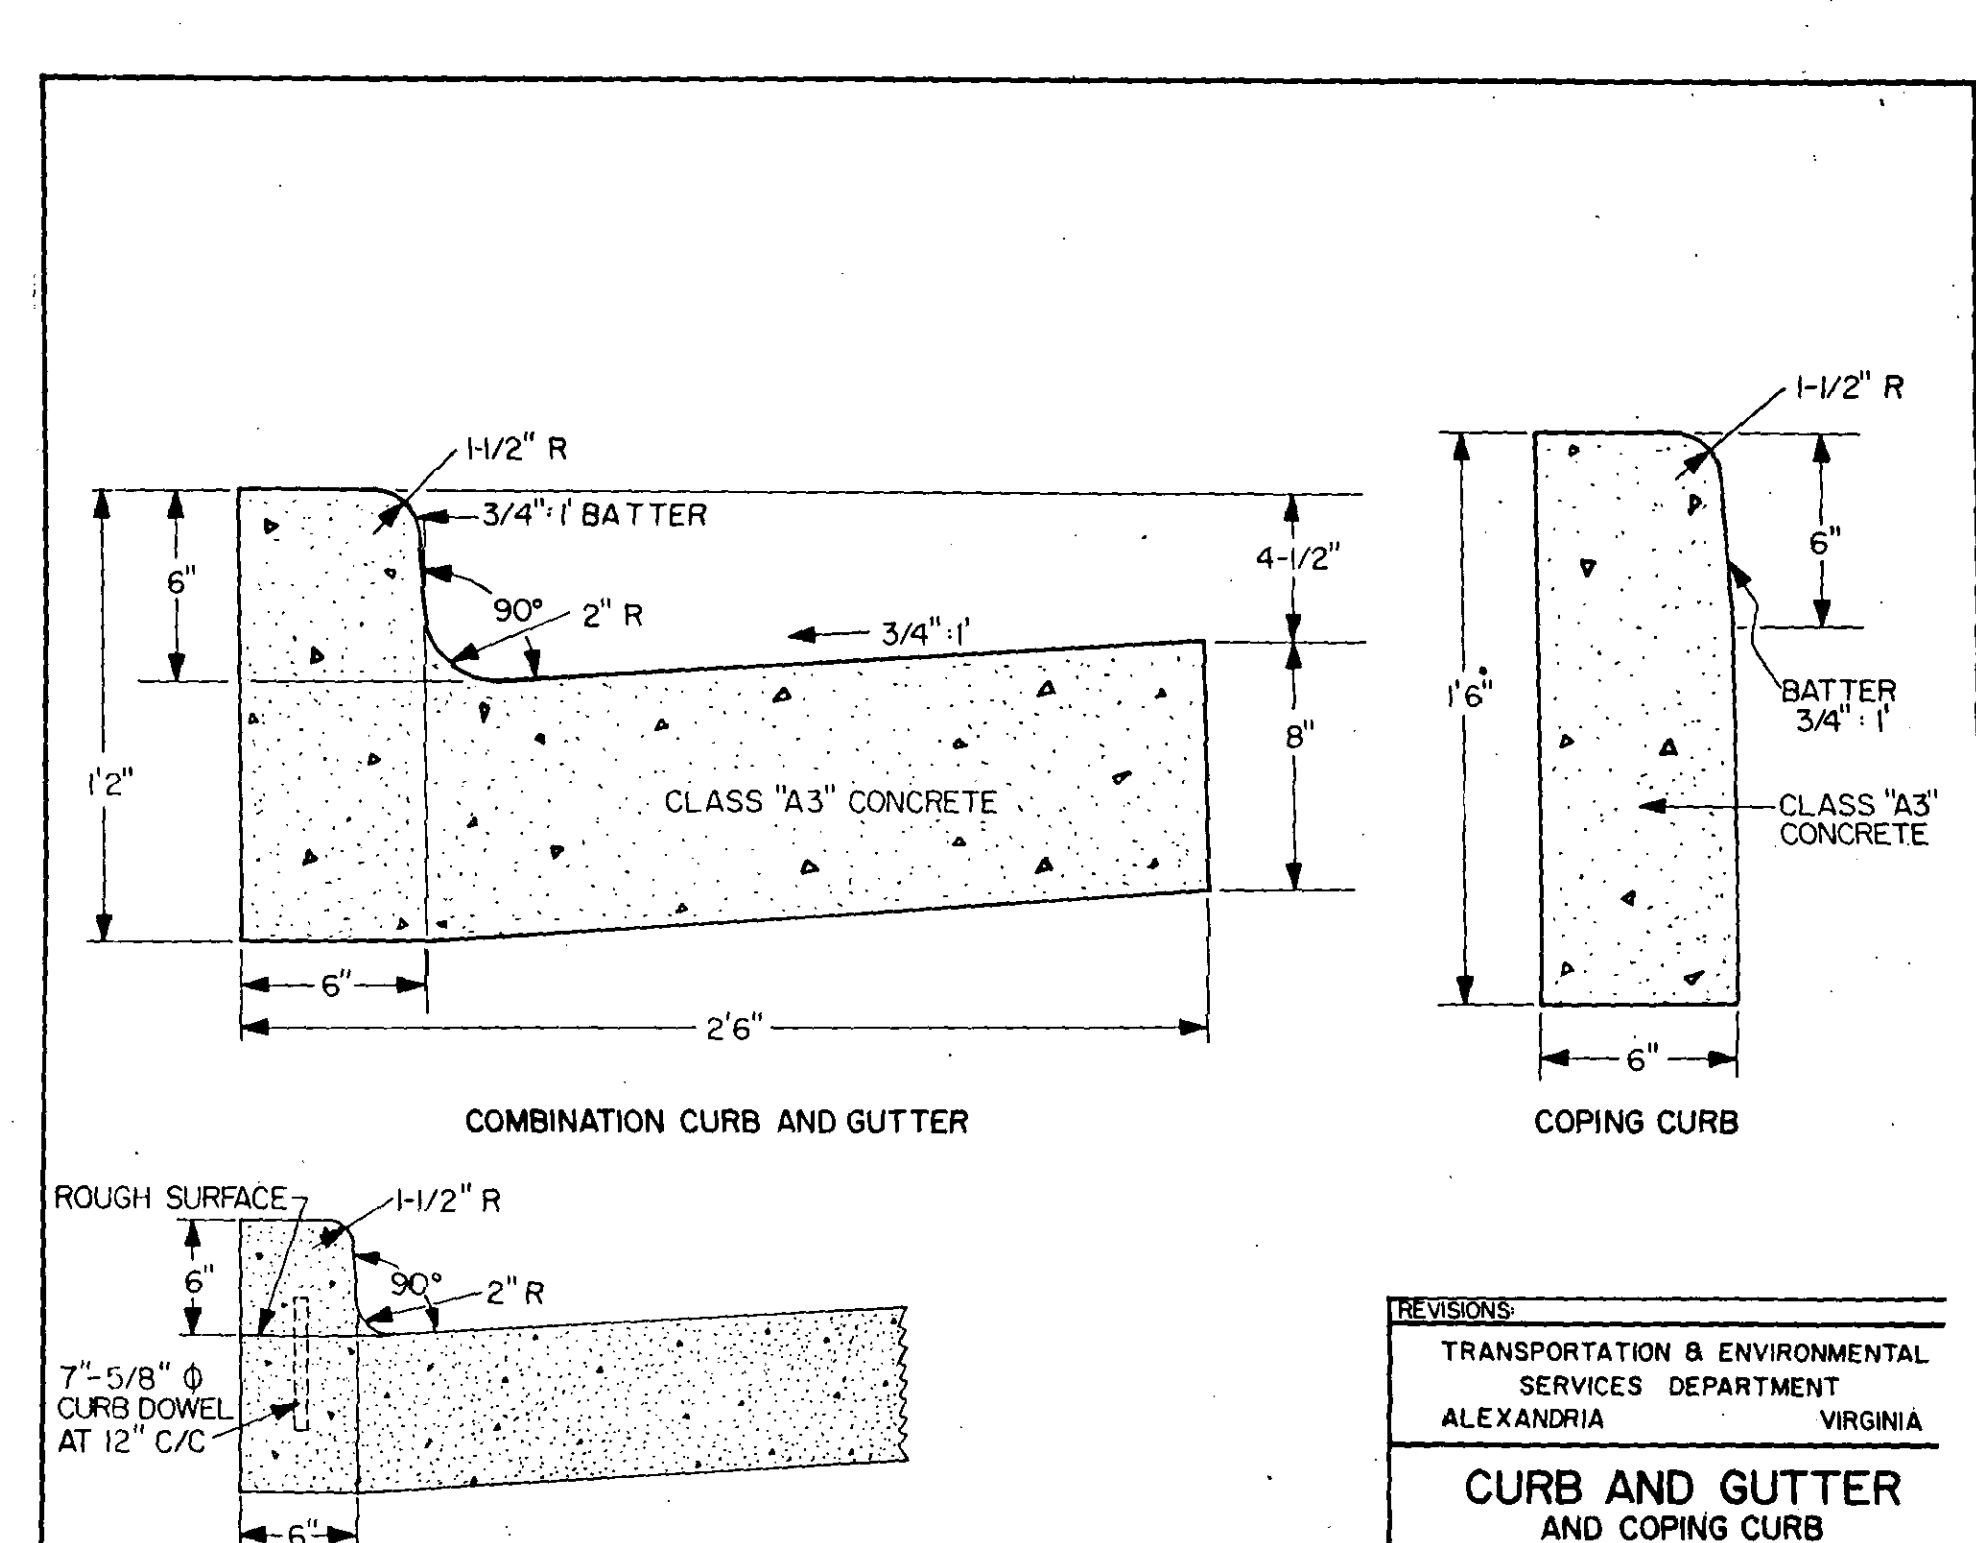 1-1/2" R
3/4":1' BATTER
6"
90°
2" R
3/4":1'
4-1/2"
8"
1'2"
CLASS "A3" CONCRETE
6"
2'6"
COMBINATION CURB AND GUTTER
1-1/2" R
6"
1'6"
BATTER
3/4":1'
CLASS "A3"
CONCRETE
6"
COPING CURB
ROUGH SURFACE
1-1/2" R
6"
90°
2" R
7"-5/8" ϕ
CURB DOWEL
AT 12" C/C
6"
REVISIONS:
TRANSPORTATION & ENVIRONMENTAL
SERVICES DEPARTMENT
ALEXANDRIA VIRGINIA
CURB AND GUTTER
AND COPING CURB